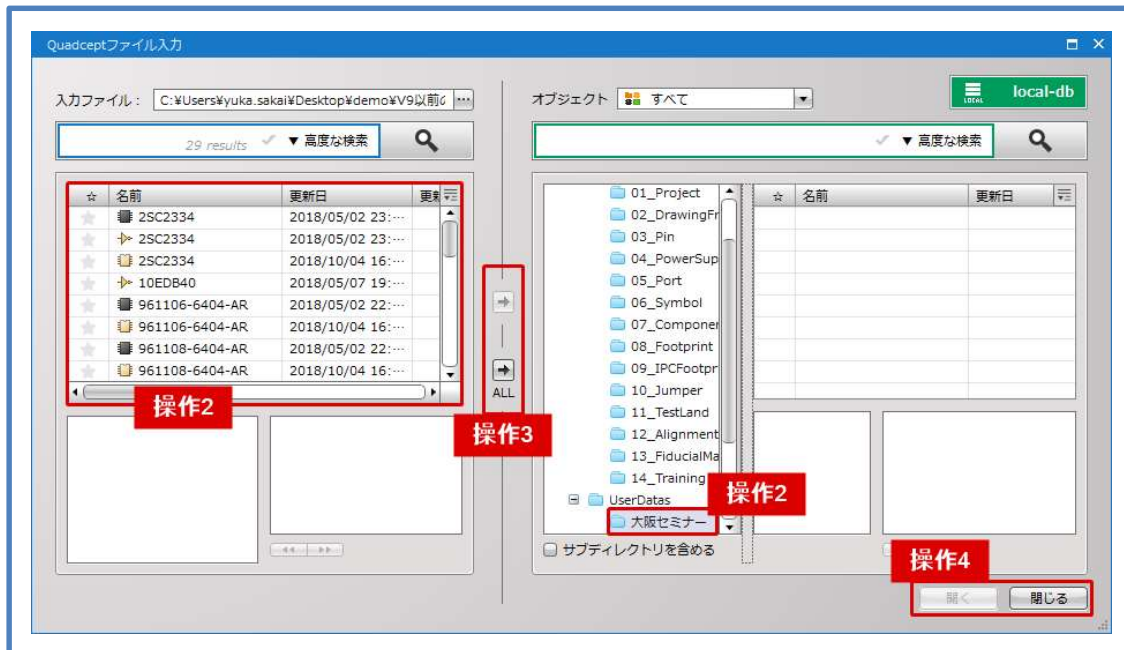 Quadceptファイル入力
入力ファイル： C:¥Users¥yuka.sakai¥Desktop¥demo¥V9以前 ...
29 results ▼ 高度な検索
☆ 名前 更新日 更新
2SC2334 2018/05/02 23:…
2SC2334 2018/05/02 23:…
2SC2334 2018/10/04 16:…
10EDB40 2018/05/07 19:…
961106-6404-AR 2018/05/02 22:…
961106-6404-AR 2018/10/04 16:…
961108-6404-AR 2018/05/02 22:…
961108-6404-AR 2018/10/04 16:…
操作2
ALL
操作3
オブジェクト すべて
LOCAL local-db
▼ 高度な検索
01_Project
02_DrawingFr
03_Pin
04_PowerSup
05_Port
06_Symbol
07_Componer
08_Footprint
09_IPCFootpr
10_Jumper
11_TestLand
12_Alignment
13_FiducialMa
14_Training
UserDatas
大阪セミナー
操作2
☆ 名前 更新日
サブディレクトリを含める
操作4
開く 閉じる